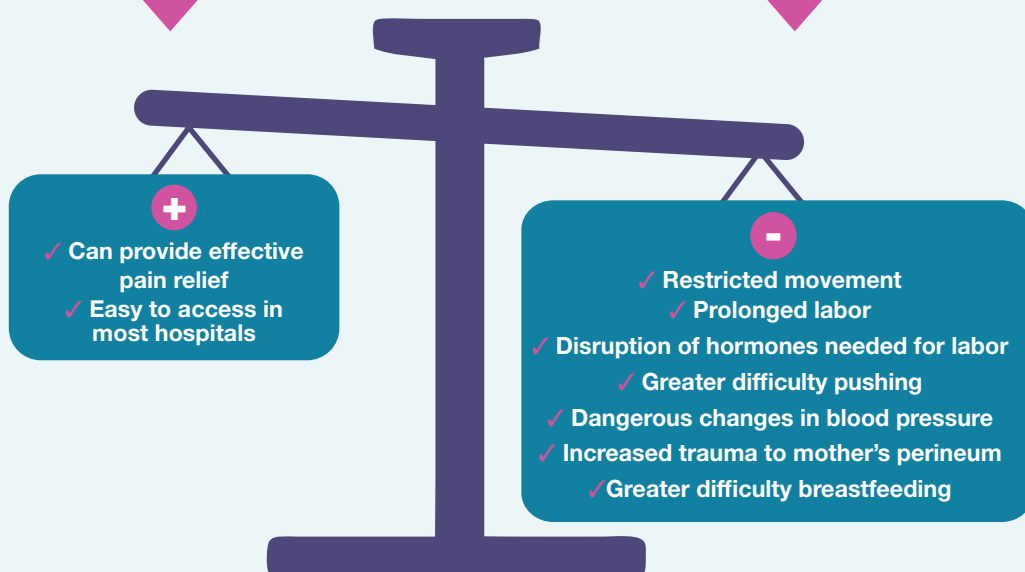 +
✓ Can provide effective
pain relief
✓ Easy to access in
most hospitals
-
✓ Restricted movement
✓ Prolonged labor
✓ Disruption of hormones needed for labor
✓ Greater difficulty pushing
✓ Dangerous changes in blood pressure
✓ Increased trauma to mother’s perineum
✓Greater difficulty breastfeeding